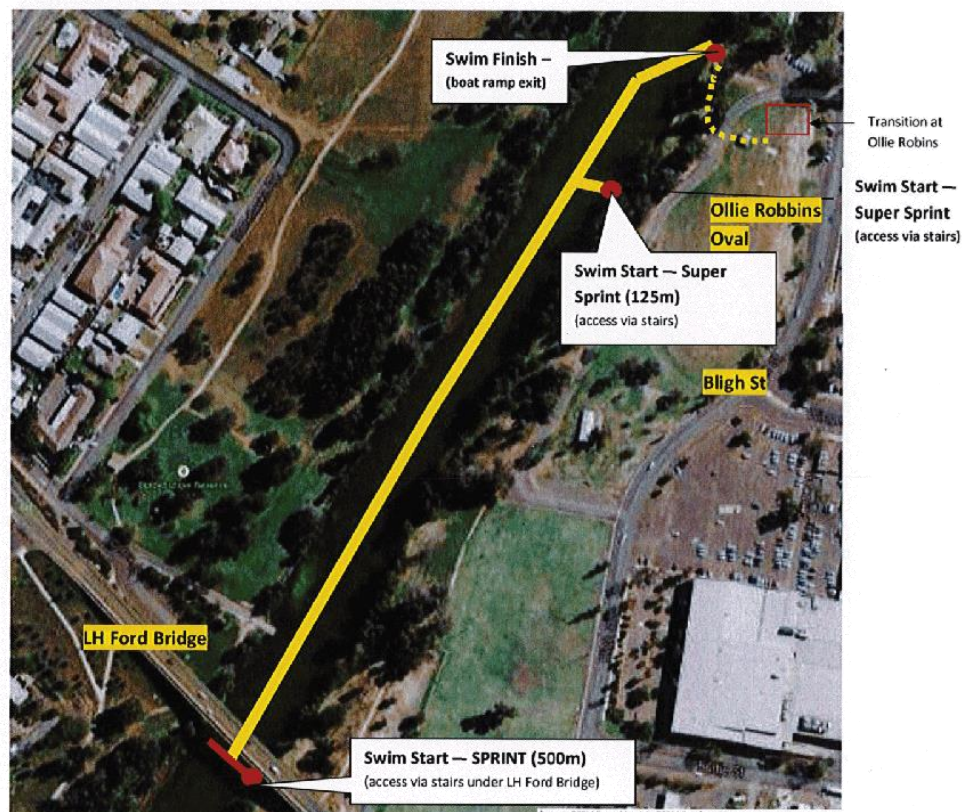 Swim Finish –
(boat ramp exit)
Transition at
Ollie Robins
Swim Start —
Super Sprint
(access via stairs)
Ollie Robbins
Oval
Swim Start — Super
Sprint (125m)
(access via stairs)
Bligh St
LH Ford Bridge
Swim Start — SPRINT (500m)
(access via stairs under LH Ford Bridge)